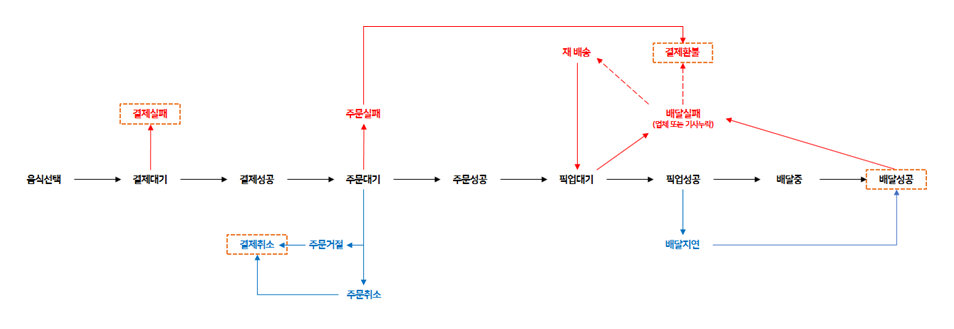 재 배송
결제환불
결제실패
주문실패
배달실패
(업체 또는 기사누락)
음식선택
결제대기
결제성공
주문대기
주문성공
픽업대기
픽업성공
배달중
배달성공
결제취소
주문거절
배달지연
주문취소